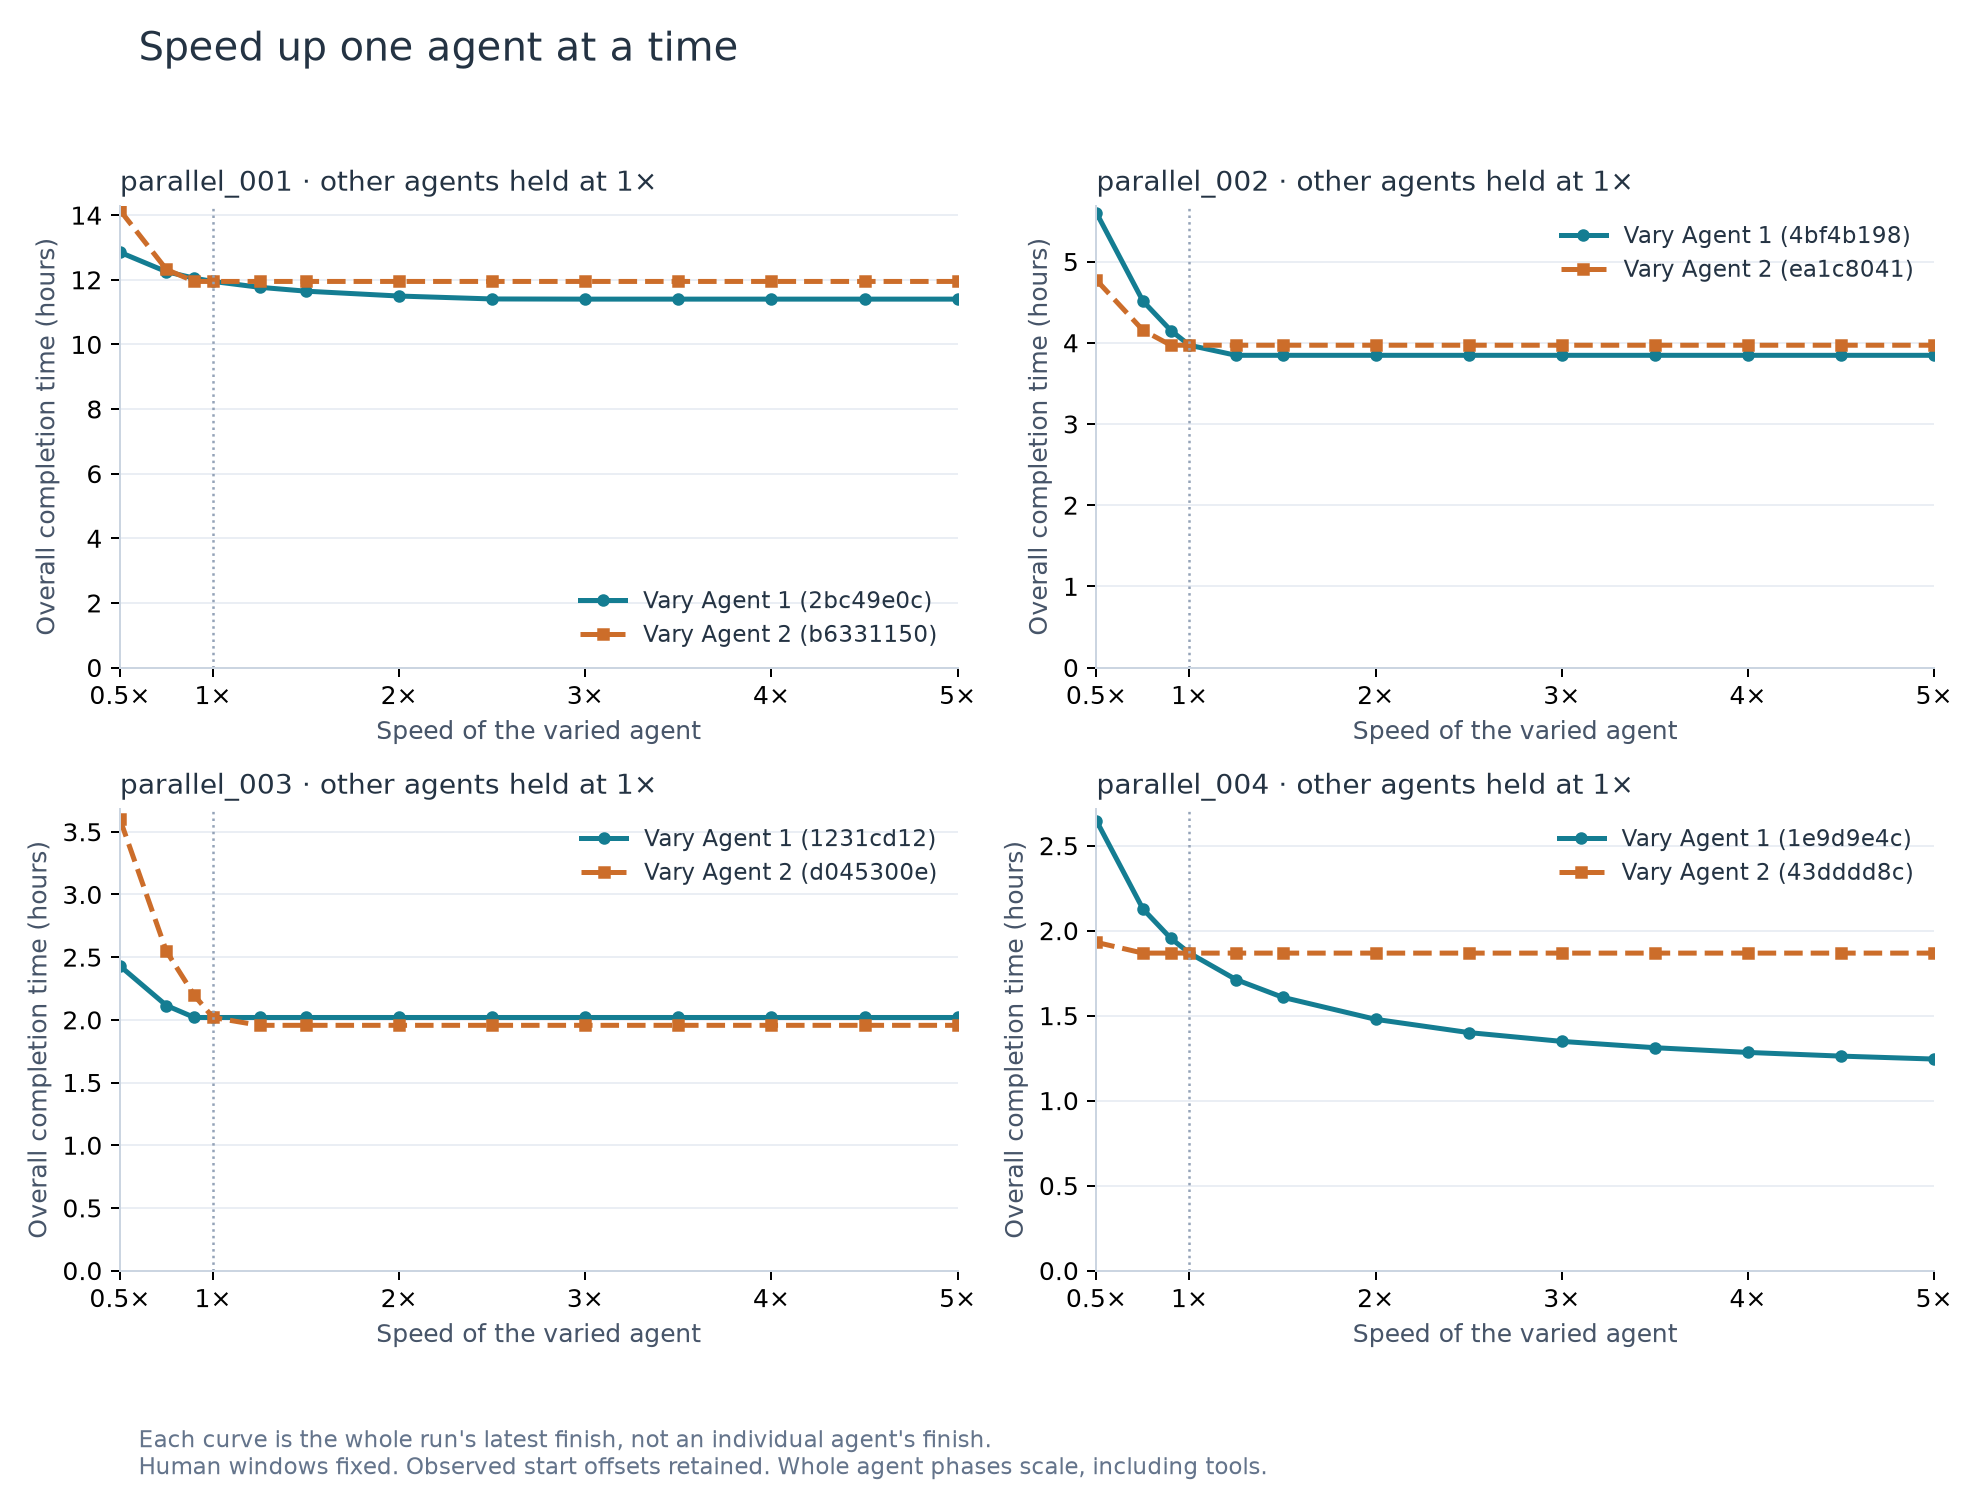 Speed up one agent at a time
parallel_001 · other agents held at 1×
Overall completion time (hours)
14
12
10
8
6
4
2
0
Vary Agent 1 (2bc49e0c)
Vary Agent 2 (b6331150)
0.5×
1×
2×
3×
4×
5×
Speed of the varied agent
parallel_002 · other agents held at 1×
Overall completion time (hours)
5
4
3
2
1
0
Vary Agent 1 (4bf4b198)
Vary Agent 2 (ea1c8041)
0.5×
1×
2×
3×
4×
5×
Speed of the varied agent
parallel_003 · other agents held at 1×
Overall completion time (hours)
3.5
3.0
2.5
2.0
1.5
1.0
0.5
0.0
Vary Agent 1 (1231cd12)
Vary Agent 2 (d045300e)
0.5×
1×
2×
3×
4×
5×
Speed of the varied agent
parallel_004 · other agents held at 1×
Overall completion time (hours)
2.5
2.0
1.5
1.0
0.5
0.0
Vary Agent 1 (1e9d9e4c)
Vary Agent 2 (43dddd8c)
0.5×
1×
2×
3×
4×
5×
Speed of the varied agent
Each curve is the whole run's latest finish, not an individual agent's finish.
Human windows fixed. Observed start offsets retained. Whole agent phases scale, including tools.